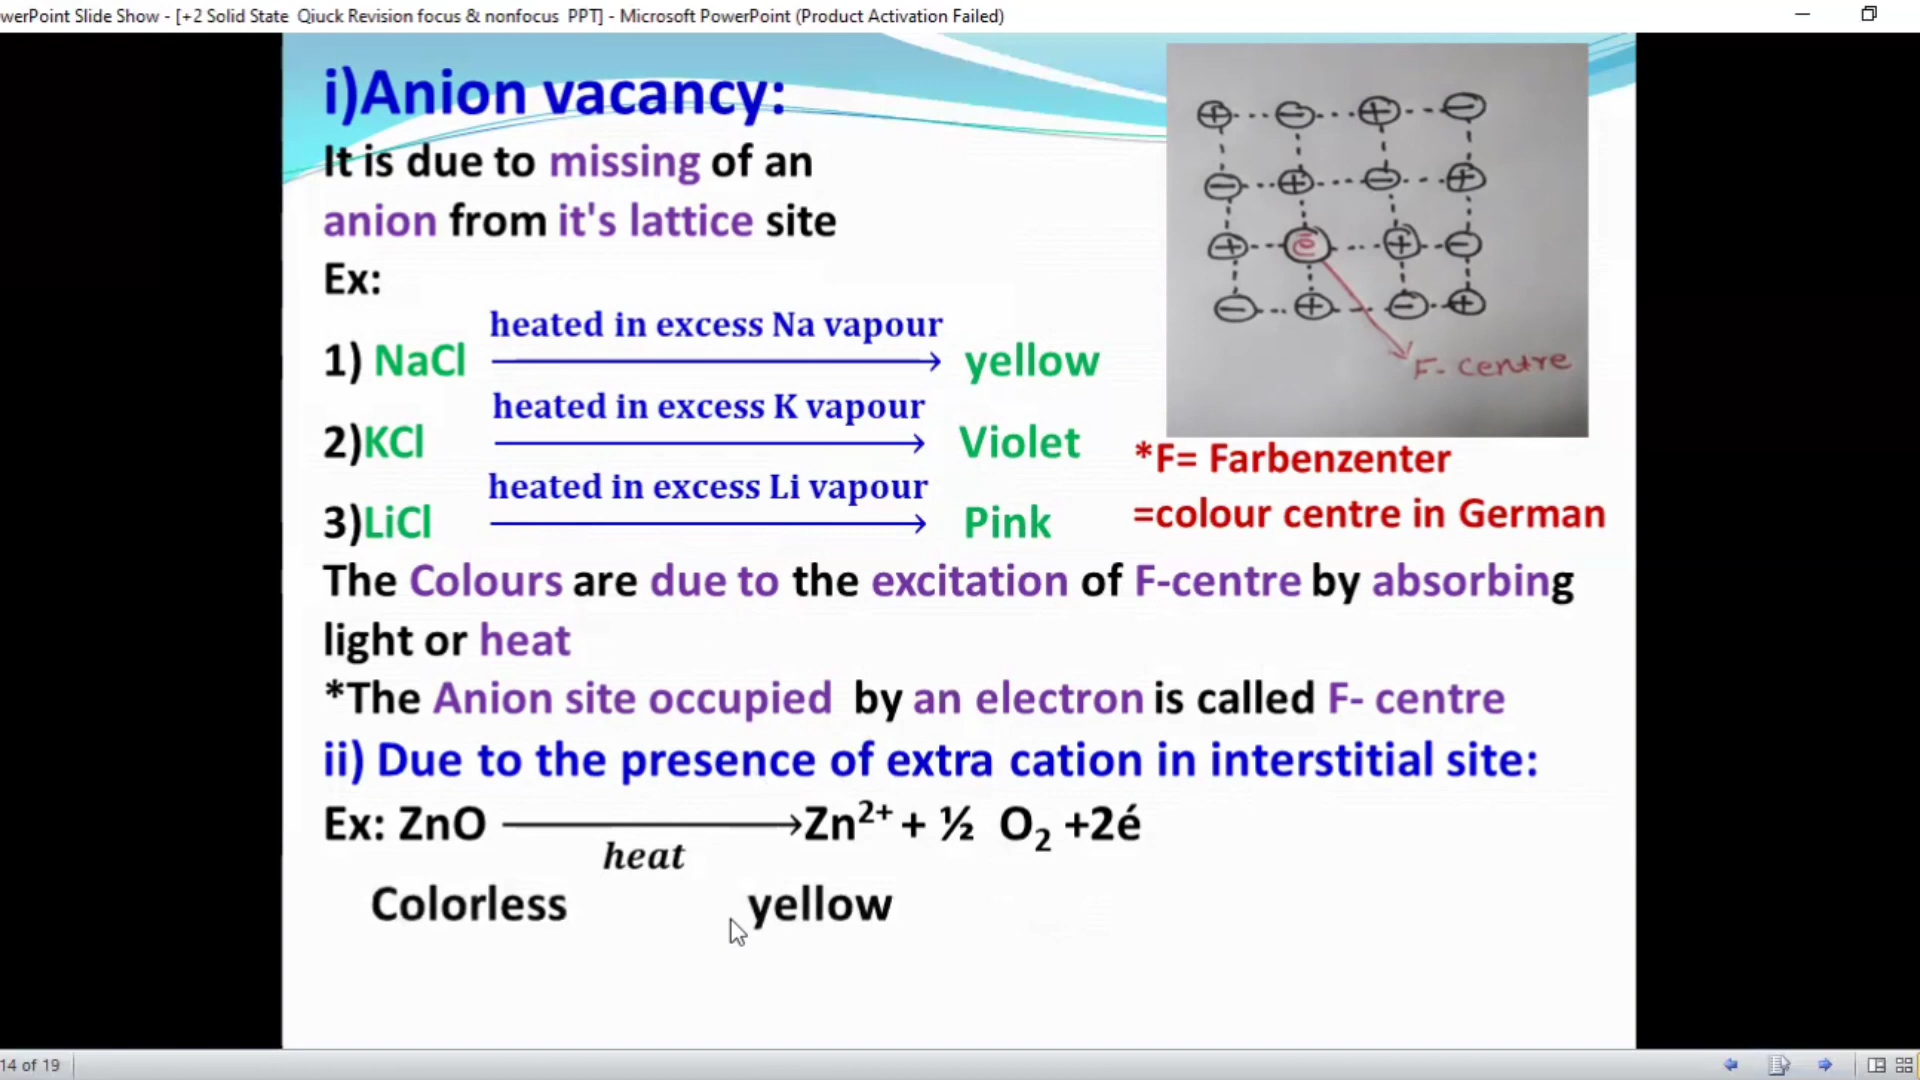 werPoint Slide Show - [+2 Solid State  Qiuck Revision focus & nonfocus  PPT] - Microsoft PowerPoint (Product Activation Failed)
i)Anion vacancy:
It is due to missing of an
anion from it's lattice site
Ex:
heated in excess Na vapour
1) NaCl → yellow
heated in excess K vapour
2)KCl → Violet
heated in excess Li vapour
3)LiCl → Pink
+ - + -
- + - +
+ e̅ + -
- + - +
F- centre
*F= Farbenzenter
=colour centre in German
The Colours are due to the excitation of F-centre by absorbing
light or heat
*The Anion site occupied by an electron is called F- centre
ii) Due to the presence of extra cation in interstitial site:
Ex: ZnO → Zn²⁺ + ½ O₂ +2é
heat
Colorless yellow
14 of 19